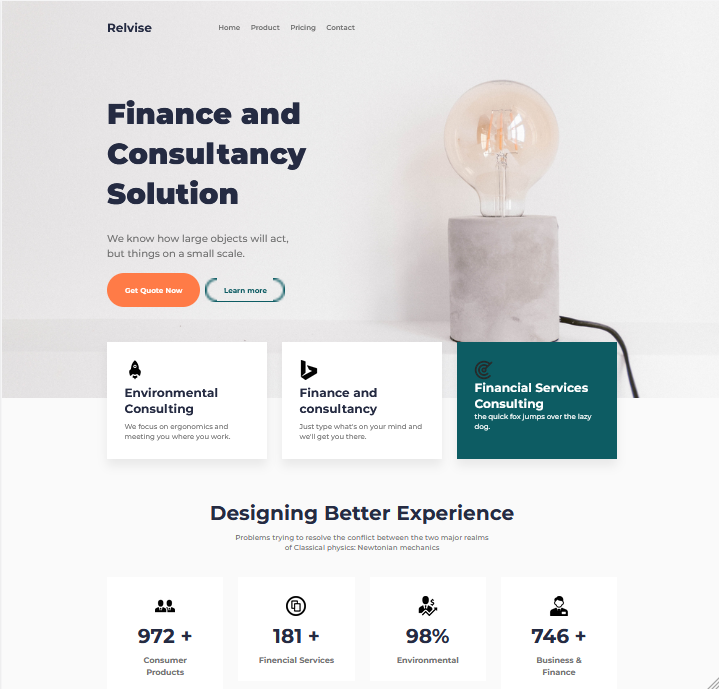 Relvise
Home Product Pricing Contact
Finance and
Consultancy
Solution
We know how large objects will act,
but things on a small scale.
Get Quote Now
Learn more
Environmental
Consulting
We focus on ergonomics and
meeting you where you work.
Finance and
consultancy
Just type what's on your mind and
we'll get you there.
Financial Services
Consulting
the quick fox jumps over the lazy
dog.
Designing Better Experience
Problems trying to resolve the conflict between the two major realms
of Classical physics: Newtonian mechanics
972 +
Consumer
Products
181 +
Finencial Services
98%
Environmental
746 +
Business &
Finance